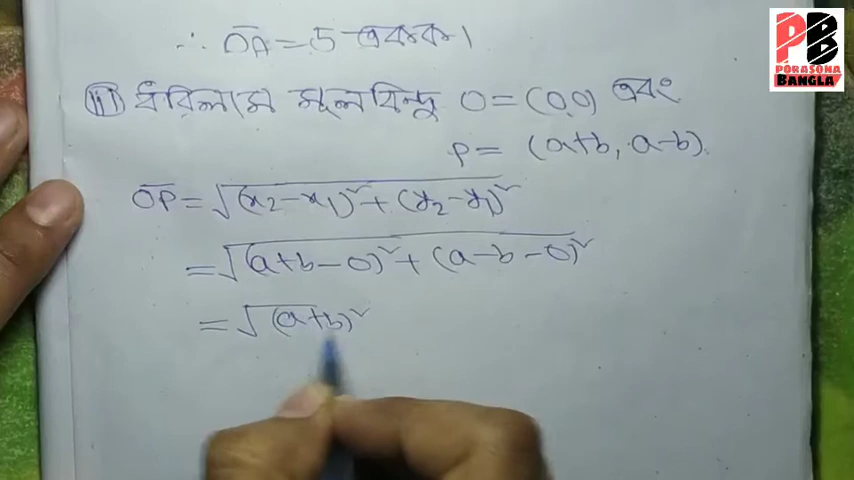 PB
PORASONA
BANGLA
∴ OA = 5 একক।
(iii) ধরিলাম মূলবিন্দু O = (0,0) এবং
P = (a+b, a-b).
OP = √(x₂-x₁)² + (y₂-y₁)²
= √(a+b-0)² + (a-b-0)²
= √(a+b)²